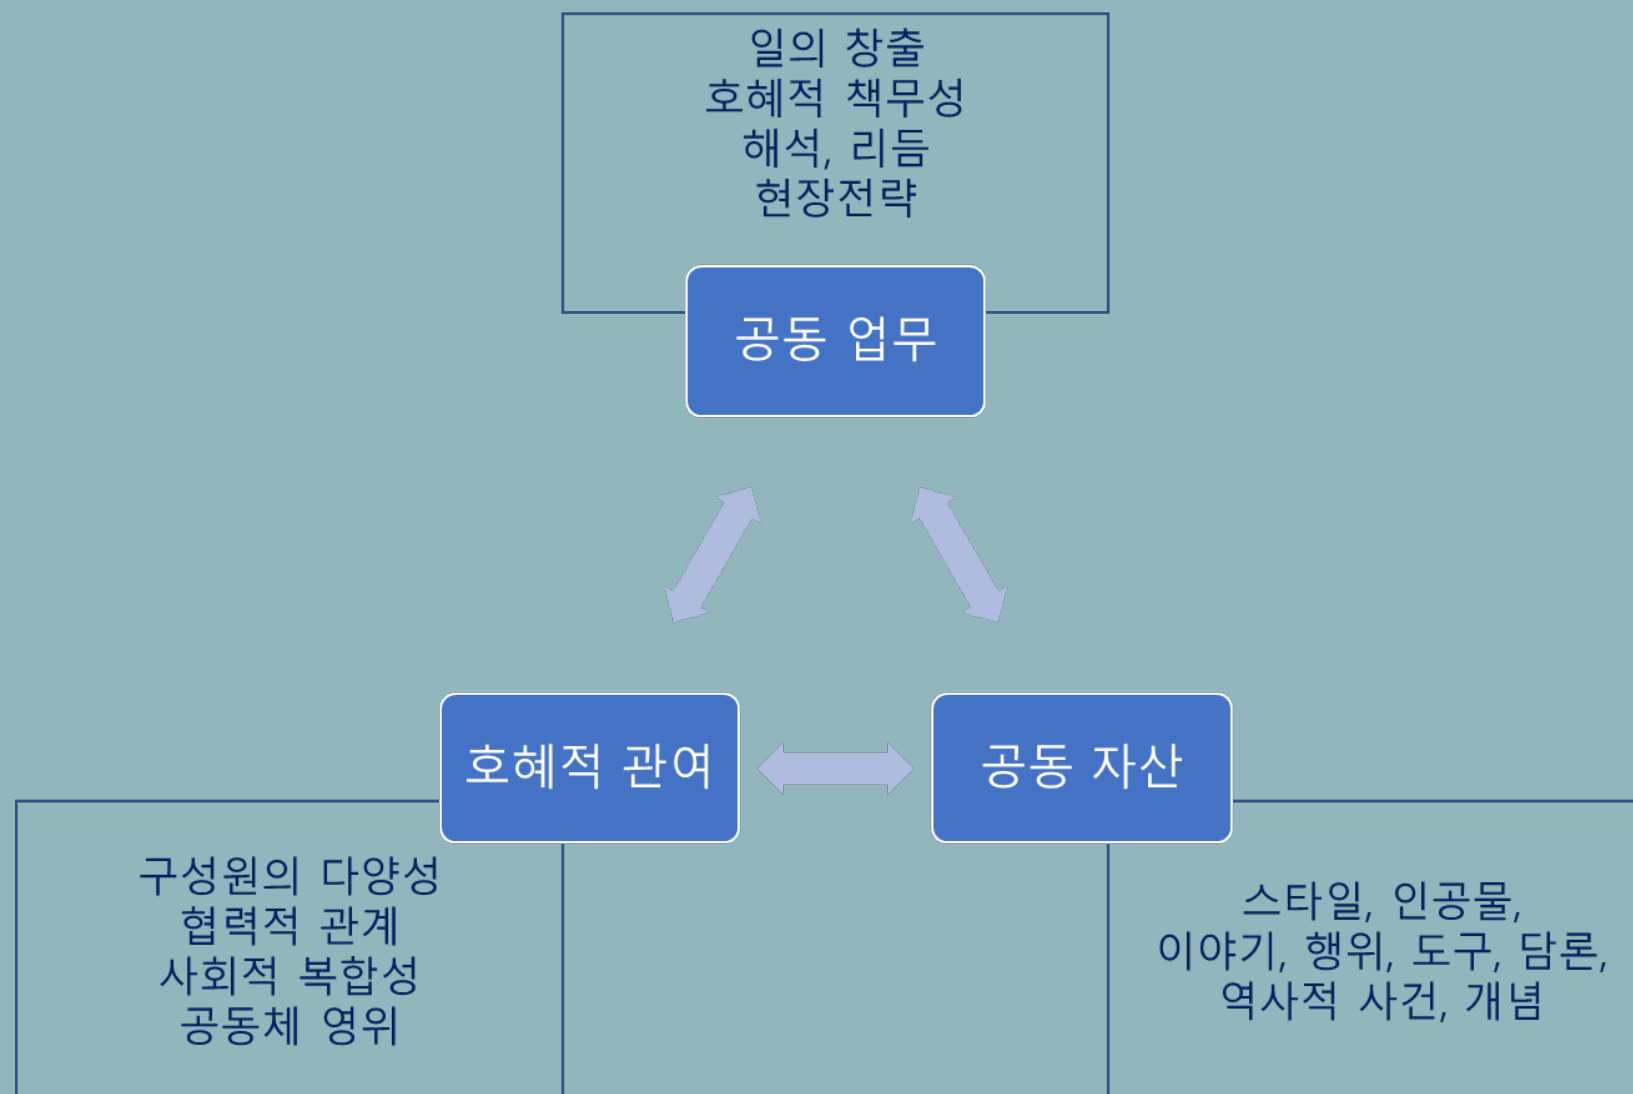 일의 창출
호혜적 책무성
해석, 리듬
현장전략
공동 업무
호혜적 관여
공동 자산
구성원의 다양성
협력적 관계
사회적 복합성
공동체 영위
스타일, 인공물,
이야기, 행위, 도구, 담론,
역사적 사건, 개념